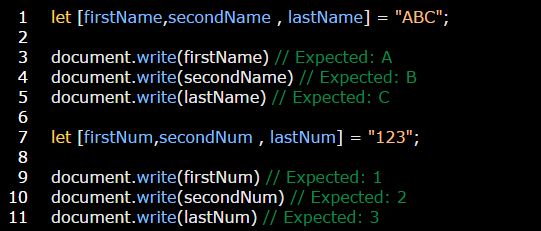 1 let [firstName,secondName , lastName] = "ABC";
2
3 document.write(firstName) // Expected: A
4 document.write(secondName) // Expected: B
5 document.write(lastName) // Expected: C
6
7 let [firstNum,secondNum , lastNum] = "123";
8
9 document.write(firstNum) // Expected: 1
10 document.write(secondNum) // Expected: 2
11 document.write(lastNum) // Expected: 3